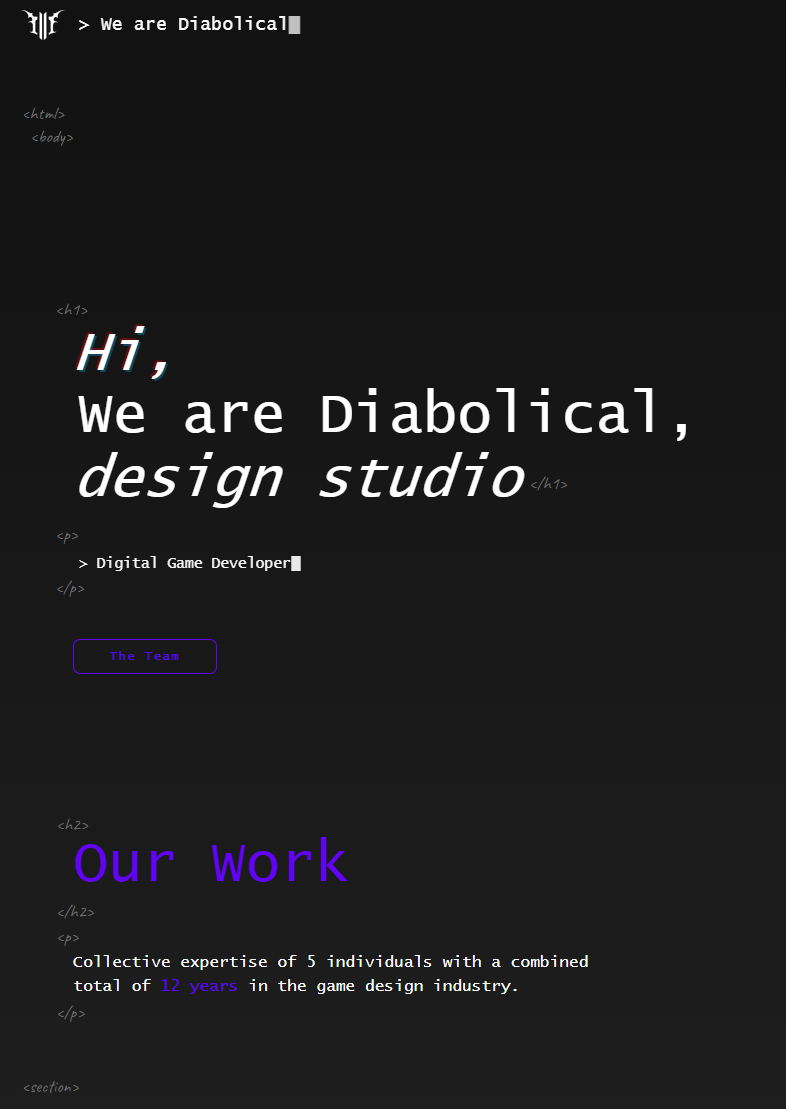 > We are Diabolical
<html>
<body>
<h1>
Hi,
We are Diabolical,
design studio </h1>
<p>
> Digital Game Developer
</p>
The Team
<h2>
Our Work
</h2>
<p>
Collective expertise of 5 individuals with a combined
total of 12 years in the game design industry.
</p>
<section>